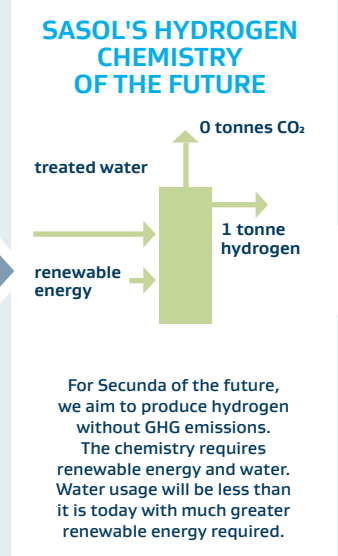 SASOL'S HYDROGEN
CHEMISTRY
OF THE FUTURE
0 tonnes CO₂
treated water
1 tonne
hydrogen
renewable
energy
For Secunda of the future,
we aim to produce hydrogen
without GHG emissions.
The chemistry requires
renewable energy and water.
Water usage will be less than
it is today with much greater
renewable energy required.